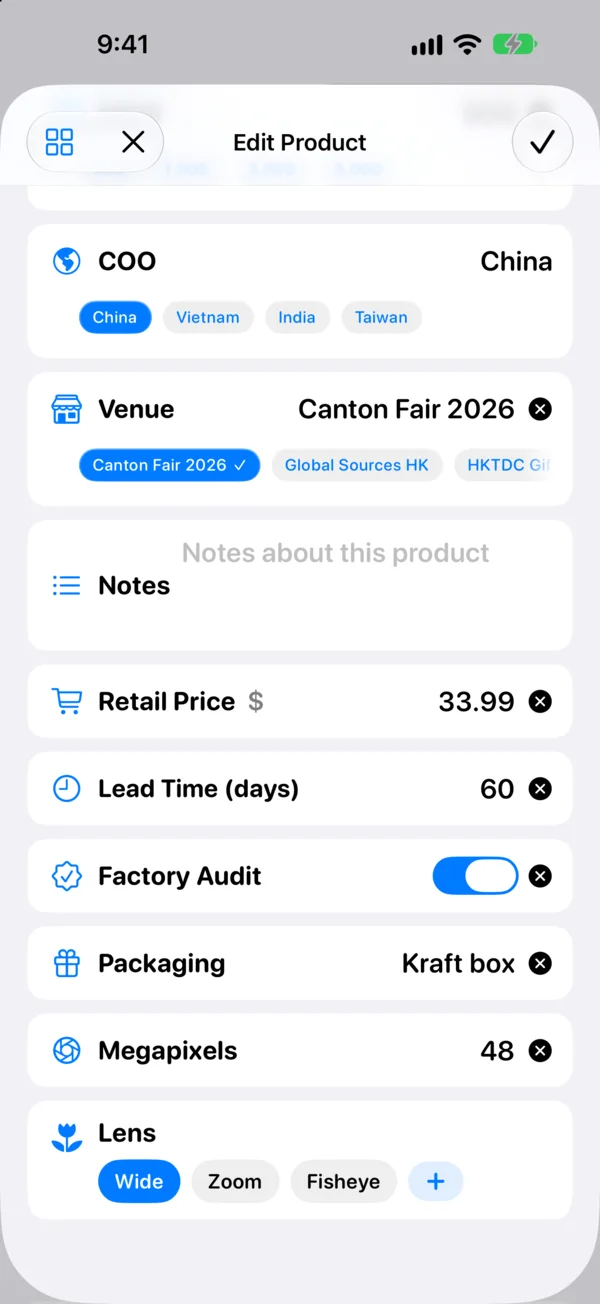 9:41
Edit Product
COO China
China Vietnam India Taiwan
Venue Canton Fair 2026
Canton Fair 2026 Global Sources HK HKTDC
Notes about this product
Notes
Retail Price $ 33.99
Lead Time (days) 60
Factory Audit
Packaging Kraft box
Megapixels 48
Lens
Wide Zoom Fisheye +